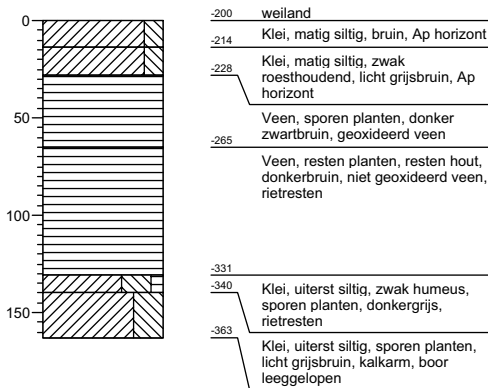 0
50
100
150
-200
weiland
-214
Klei, matig siltig, bruin, Ap horizont
-228
Klei, matig siltig, zwak
roesthoudend, licht grijsbruin, Ap
horizont
Veen, sporen planten, donker
zwartbruin, geoxideerd veen
-265
Veen, resten planten, resten hout,
donkerbruin, niet geoxideerd veen,
rietresten
-331
-340
Klei, uiterst siltig, zwak humeus,
sporen planten, donkergrijs,
rietresten
-363
Klei, uiterst siltig, sporen planten,
licht grijsbruin, kalkarm, boor
leeggelopen